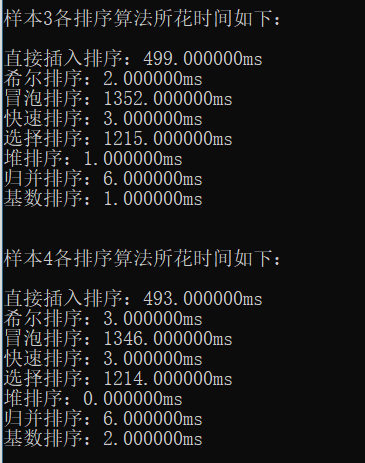 样本3各排序算法所花时间如下：
直接插入排序：499.000000ms
希尔排序：2.000000ms
冒泡排序：1352.000000ms
快速排序：3.000000ms
选择排序：1215.000000ms
堆排序：1.000000ms
归并排序：6.000000ms
基数排序：1.000000ms
样本4各排序算法所花时间如下：
直接插入排序：493.000000ms
希尔排序：3.000000ms
冒泡排序：1346.000000ms
快速排序：3.000000ms
选择排序：1214.000000ms
堆排序：0.000000ms
归并排序：6.000000ms
基数排序：2.000000ms